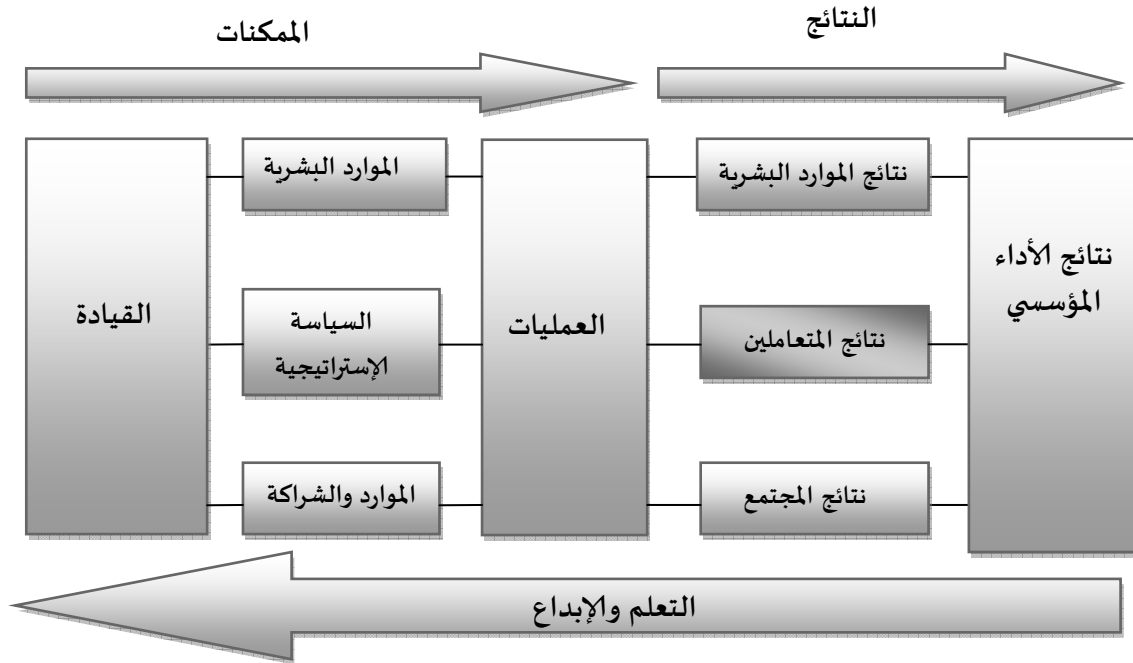 الممكنات
النتائج
القيادة
الموارد البشرية
السياسة
الإستراتيجية
الموارد والشراكة
العمليات
نتائج الموارد البشرية
نتائج المتعاملين
نتائج المجتمع
نتائج الأداء
المؤسسي
التعلم والإبداع